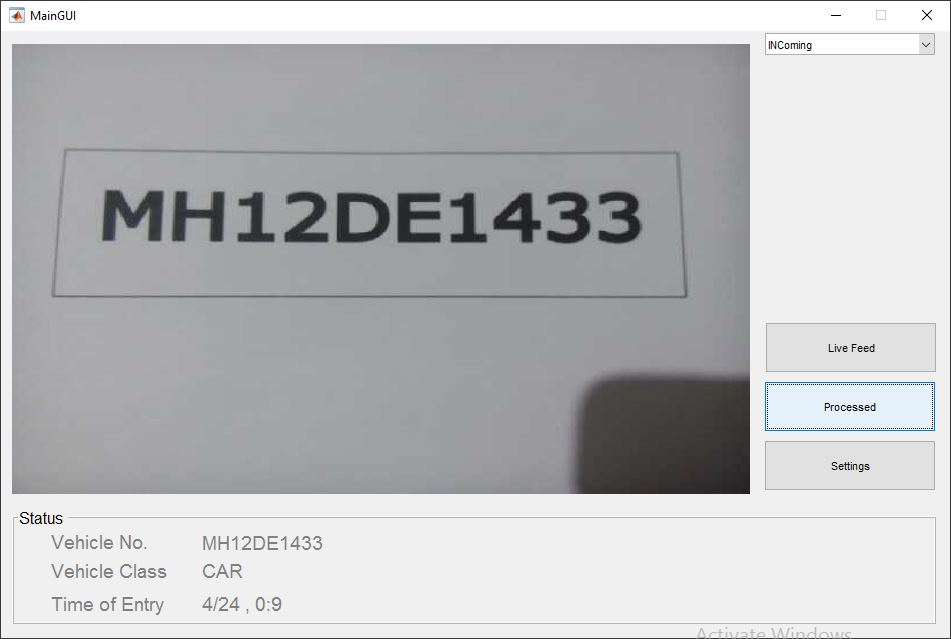 MainGUI
INComing
MH12DE1433
Live Feed
Processed
Settings
Status
Vehicle No. MH12DE1433
Vehicle Class CAR
Time of Entry 4/24 , 0:9
Activate Windows